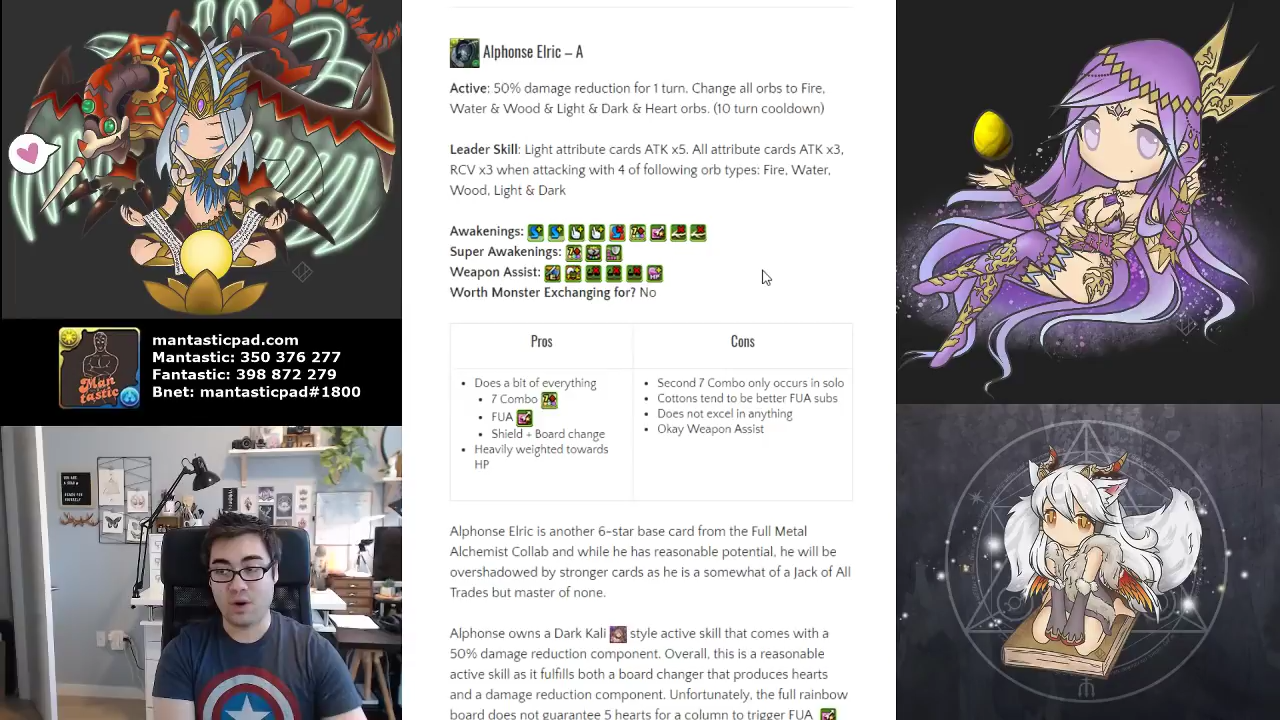 Alphonse Elric – A
Active: 50% damage reduction for 1 turn. Change all orbs to Fire,
Water & Wood & Light & Dark & Heart orbs. (10 turn cooldown)
Leader Skill: Light attribute cards ATK x5. All attribute cards ATK x3,
RCV x3 when attacking with 4 of following orb types: Fire, Water,
Wood, Light & Dark
Awakenings:
Super Awakenings:
Weapon Assist:
Worth Monster Exchanging for? No
Pros
Does a bit of everything
7 Combo
FUA
Shield + Board change
Heavily weighted towards
HP
Cons
Second 7 Combo only occurs in solo
Cottons tend to be better FUA subs
Does not excel in anything
Okay Weapon Assist
Alphonse Elric is another 6-star base card from the Full Metal
Alchemist Collab and while he has reasonable potential, he will be
overshadowed by stronger cards as he is a somewhat of a Jack of All
Trades but master of none.
Alphonse owns a Dark Kali style active skill that comes with a
50% damage reduction component. Overall, this is a reasonable
active skill as it fulfills both a board changer that produces hearts
and a damage reduction component. Unfortunately, the full rainbow
board does not guarantee 5 hearts for a column to trigger FUA
Man
tastic
mantasticpad.com
Mantastic: 350 376 277
Fantastic: 398 872 279
Bnet: mantasticpad#1800